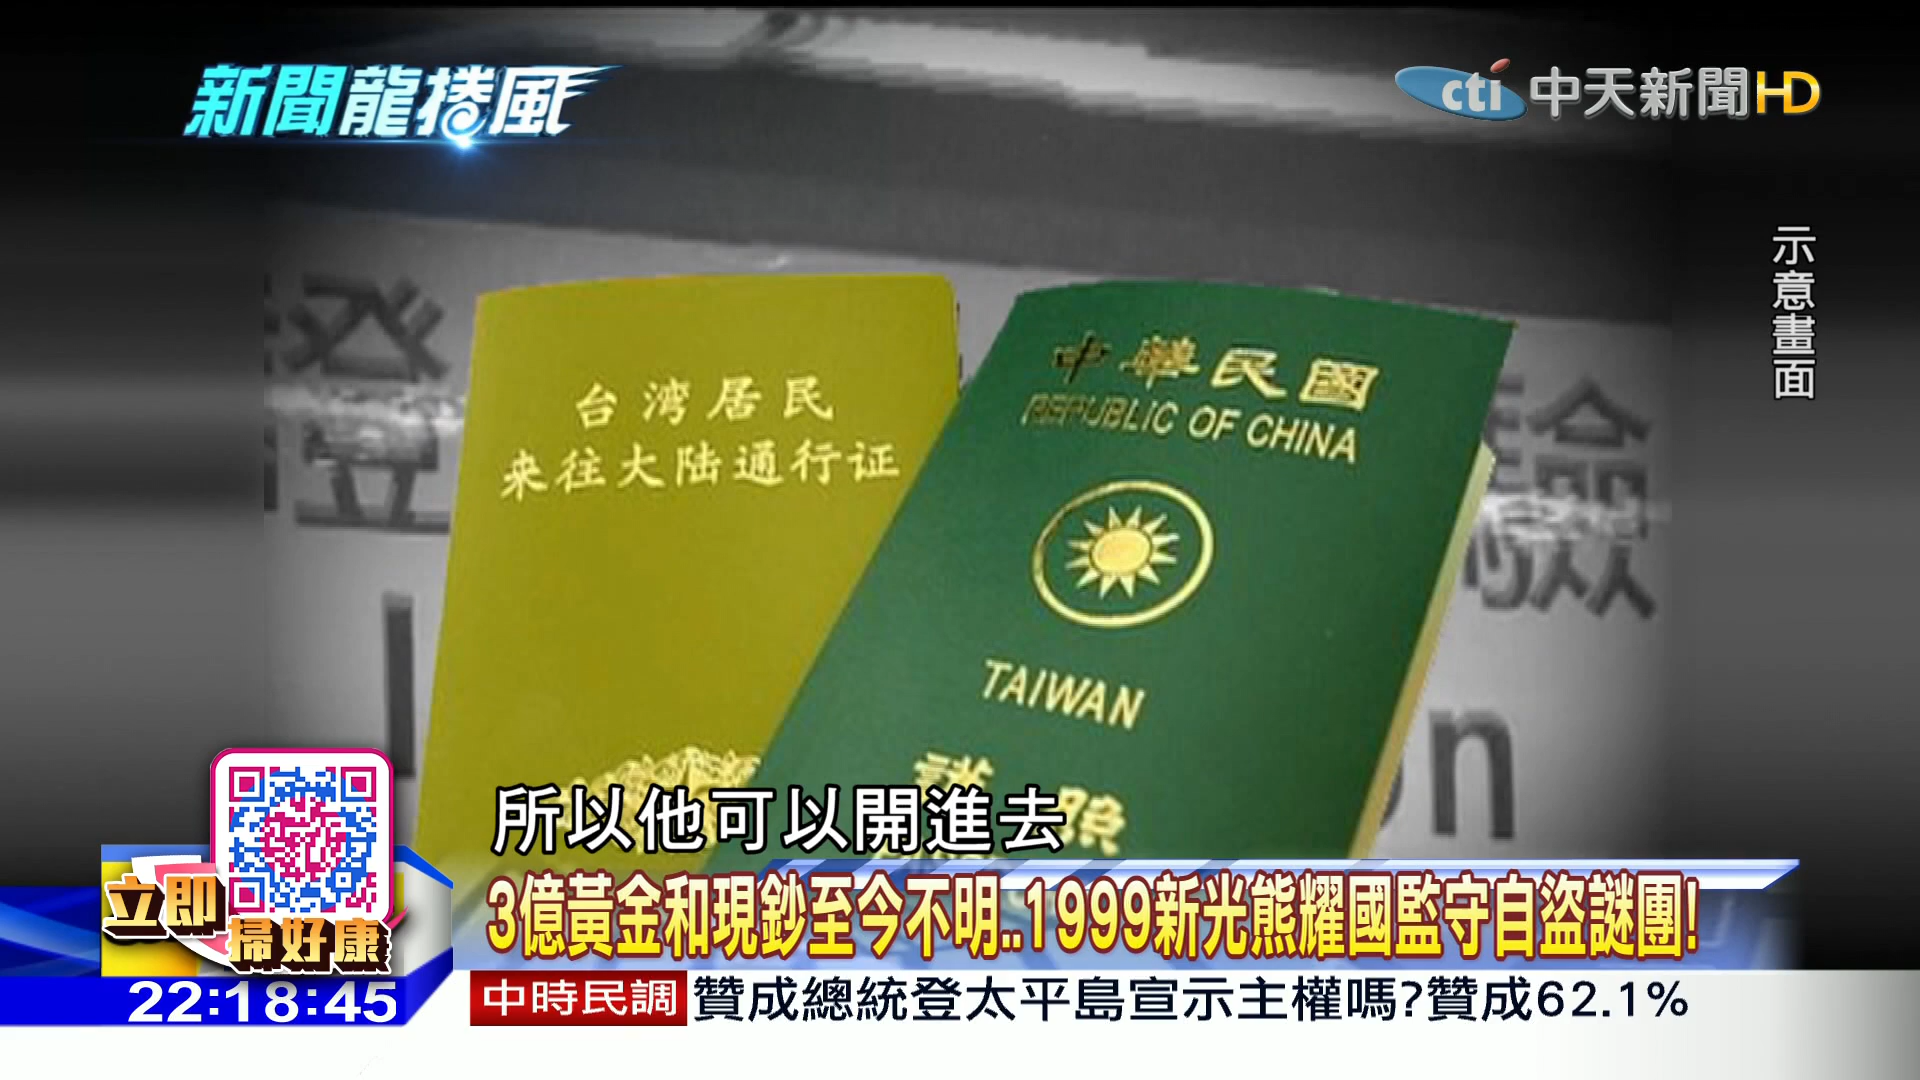 新聞龍捲風
cti 中天新聞HD
示意畫面
登
驗
台湾居民
来往大陆通行证
中華民國
REPUBLIC OF CHINA
TAIWAN
護照
所以他可以開進去
3億黃金和現鈔至今不明..1999新光熊耀國監守自盜謎團!
立即
掃好康
22:18:45
中時民調 贊成總統登太平島宣示主權嗎?贊成62.1%